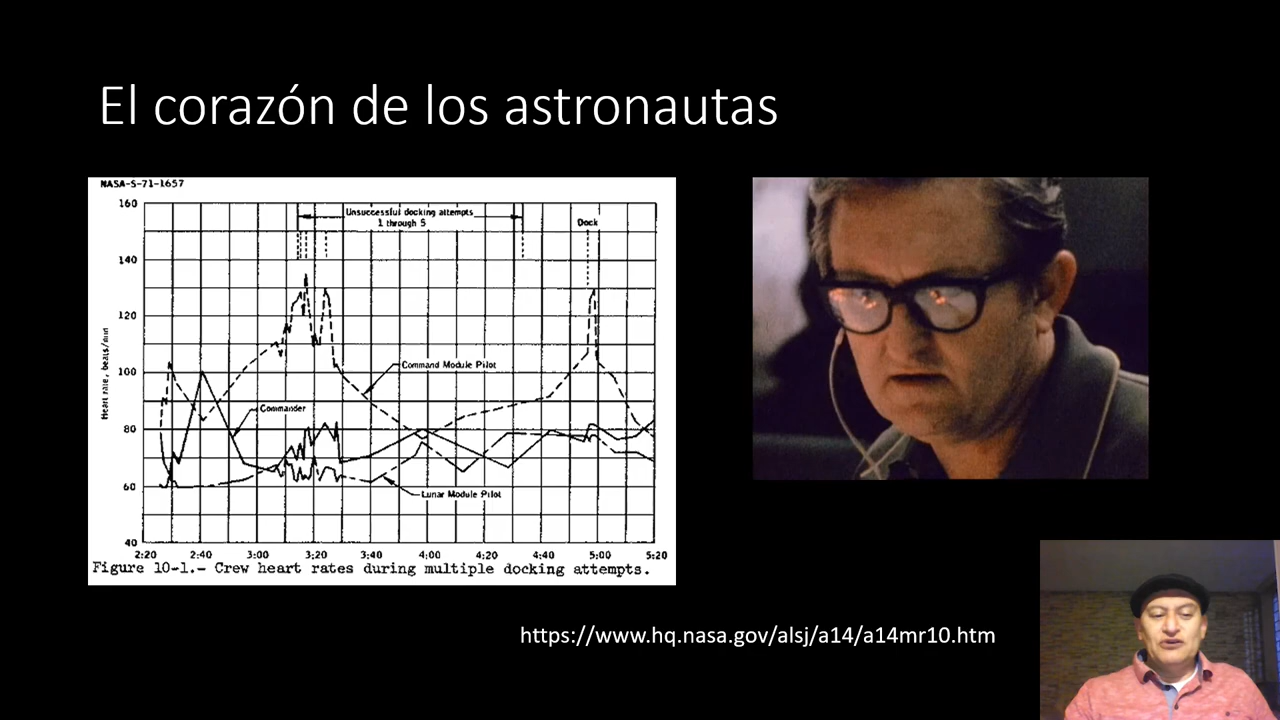 El corazón de los astronautas
NASA-S-71-1657
160
140
120
100
80
60
40
Heart rate, beats/min
Unsuccessful docking attempts
1 through 5
Dock
Command Module Pilot
Commander
Lunar Module Pilot
2:20 2:40 3:00 3:20 3:40 4:00 4:20 4:40 5:00 5:20
Figure 10-1.- Crew heart rates during multiple docking attempts.
https://www.hq.nasa.gov/alsj/a14/a14mr10.htm